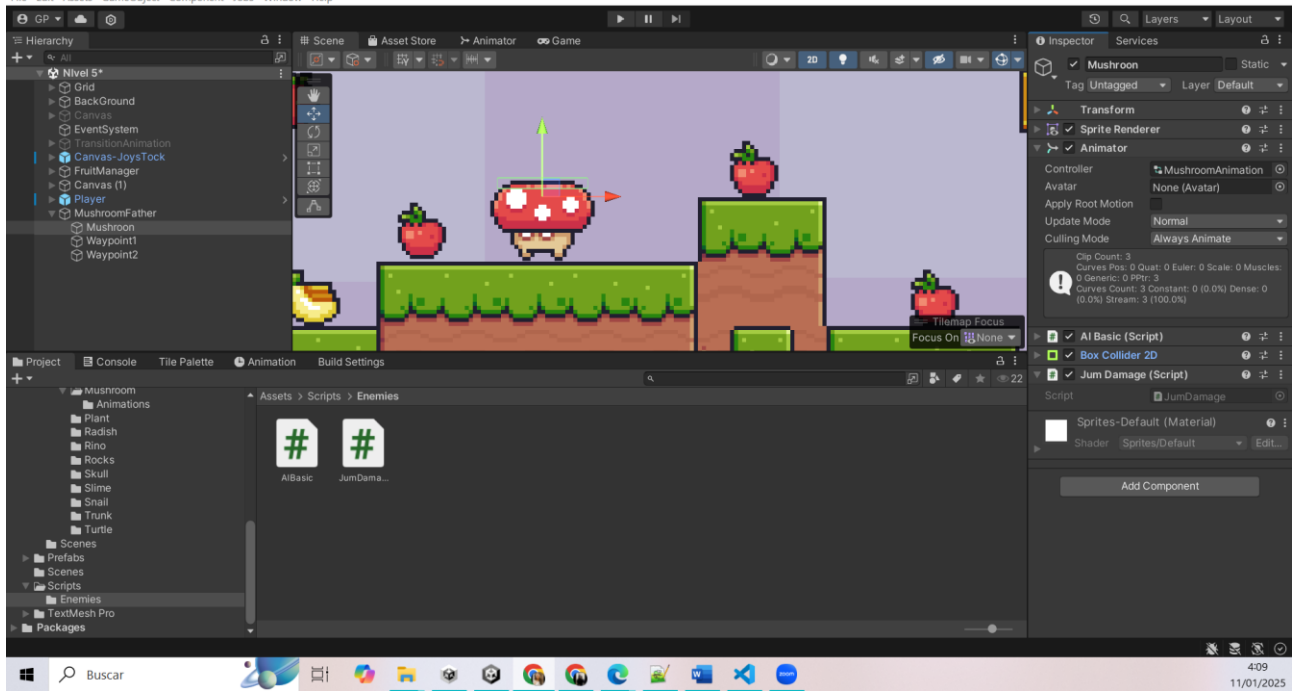 GP
Layers
Layout
Hierarchy
Scene
Asset Store
Animator
Game
Inspector
Services
All
2D
NIvel 5*
Grid
BackGround
Canvas
EventSystem
TransitionAnimation
Canvas-JoysTock
FruitManager
Canvas (1)
Player
MushroomFather
Mushroon
Waypoint1
Waypoint2
Tilemap Focus
Focus On None
Mushroon
Static
Tag Untagged Layer Default
Transform
Sprite Renderer
Animator
Controller MushroomAnimation
Avatar None (Avatar)
Apply Root Motion
Update Mode Normal
Culling Mode Always Animate
Clip Count: 3
Curves Pos: 0 Quat: 0 Euler: 0 Scale: 0 Muscles:
0 Generic: 0 PPtr: 3
Curves Count: 3 Constant: 0 (0.0%) Dense: 0
(0.0%) Stream: 3 (100.0%)
AI Basic (Script)
Box Collider 2D
Jum Damage (Script)
Script JumDamage
Sprites-Default (Material)
Shader Sprites/Default Edit...
Add Component
Project
Console
Tile Palette
Animation
Build Settings
22
Mushroom
Animations
Plant
Radish
Rino
Rocks
Skull
Slime
Snail
Trunk
Turtle
Scenes
Prefabs
Scenes
Scripts
Enemies
TextMesh Pro
Packages
Assets > Scripts > Enemies
AIBasic
JumDama...
Buscar
zoom
4:09
11/01/2025